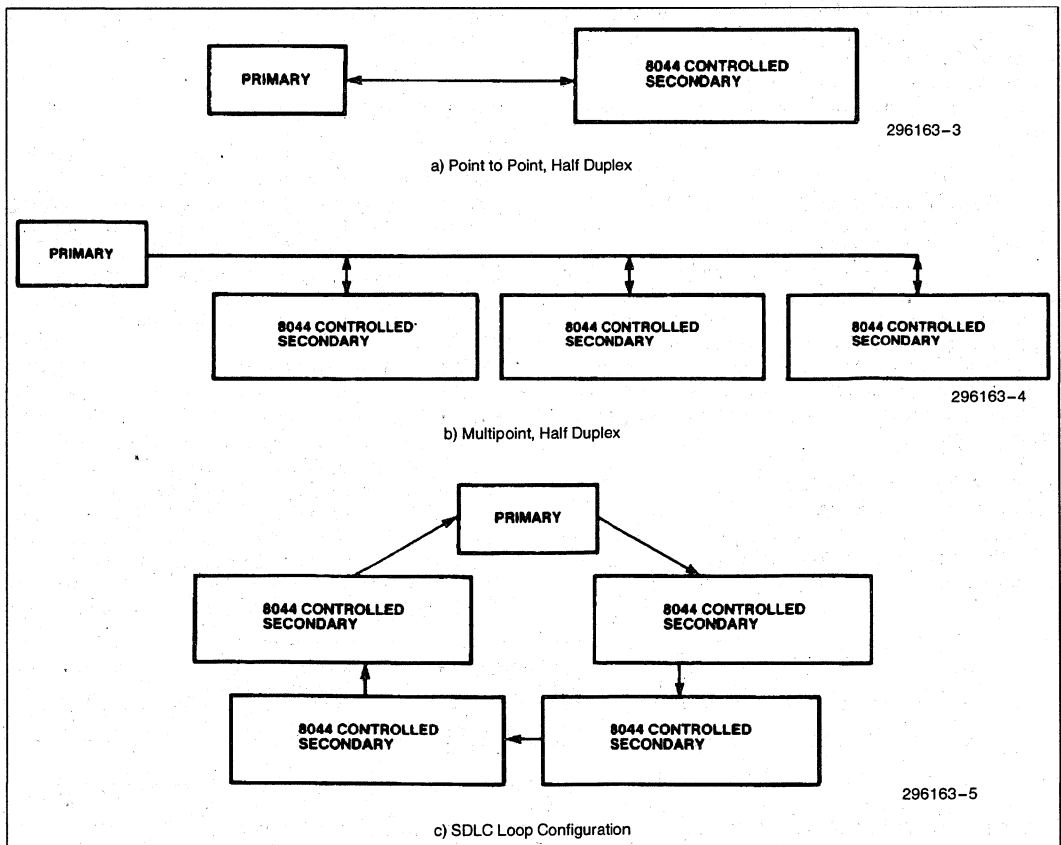 PRIMARY
8044 CONTROLLED
SECONDARY
296163-3
a) Point to Point, Half Duplex
PRIMARY
8044 CONTROLLED
SECONDARY
8044 CONTROLLED
SECONDARY
8044 CONTROLLED
SECONDARY
296163-4
b) Multipoint, Half Duplex
PRIMARY
8044 CONTROLLED
SECONDARY
8044 CONTROLLED
SECONDARY
8044 CONTROLLED
SECONDARY
8044 CONTROLLED
SECONDARY
296163-5
c) SDLC Loop Configuration